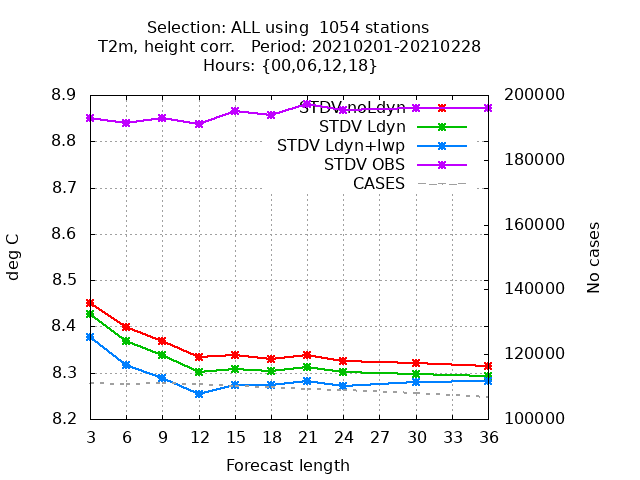 Selection: ALL using  1054 stations
T2m, height corr.   Period: 20210201-20210228
Hours: {00,06,12,18}
8.9
8.8
8.7
8.6
8.5
8.4
8.3
8.2
200000
180000
160000
140000
120000
100000
STDV noLdyn
STDV Ldyn
STDV Ldyn+lwp
STDV OBS
CASES
deg C
No cases
3 6 9 12 15 18 21 24 27 30 33 36
Forecast length